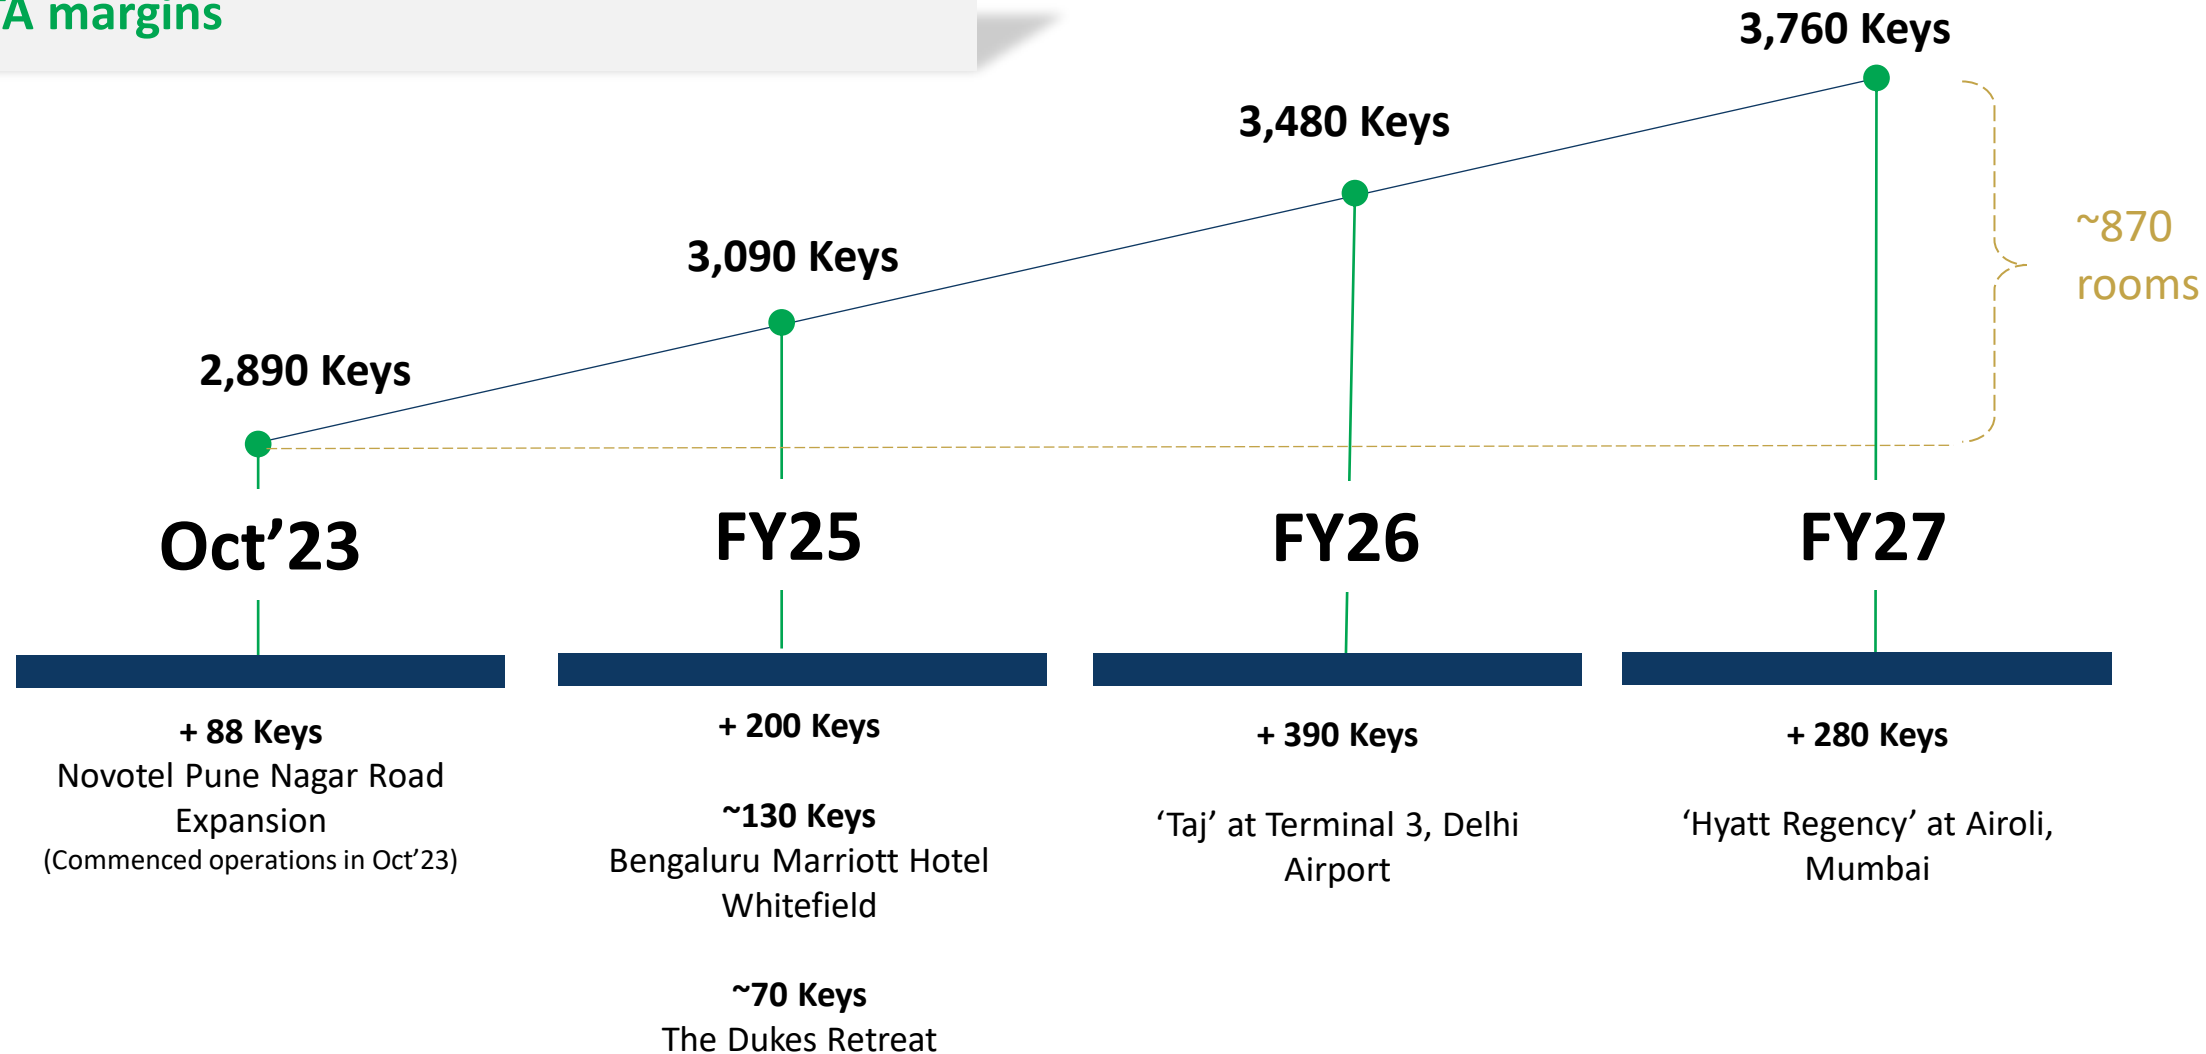 TA margins
3,760 Keys
3,480 Keys
3,090 Keys
2,890 Keys
~870
rooms
Oct’23
FY25
FY26
FY27
+ 88 Keys
Novotel Pune Nagar Road
Expansion
(Commenced operations in Oct’23)
+ 200 Keys
~130 Keys
Bengaluru Marriott Hotel
Whitefield
~70 Keys
The Dukes Retreat
+ 390 Keys
‘Taj’ at Terminal 3, Delhi
Airport
+ 280 Keys
‘Hyatt Regency’ at Airoli,
Mumbai